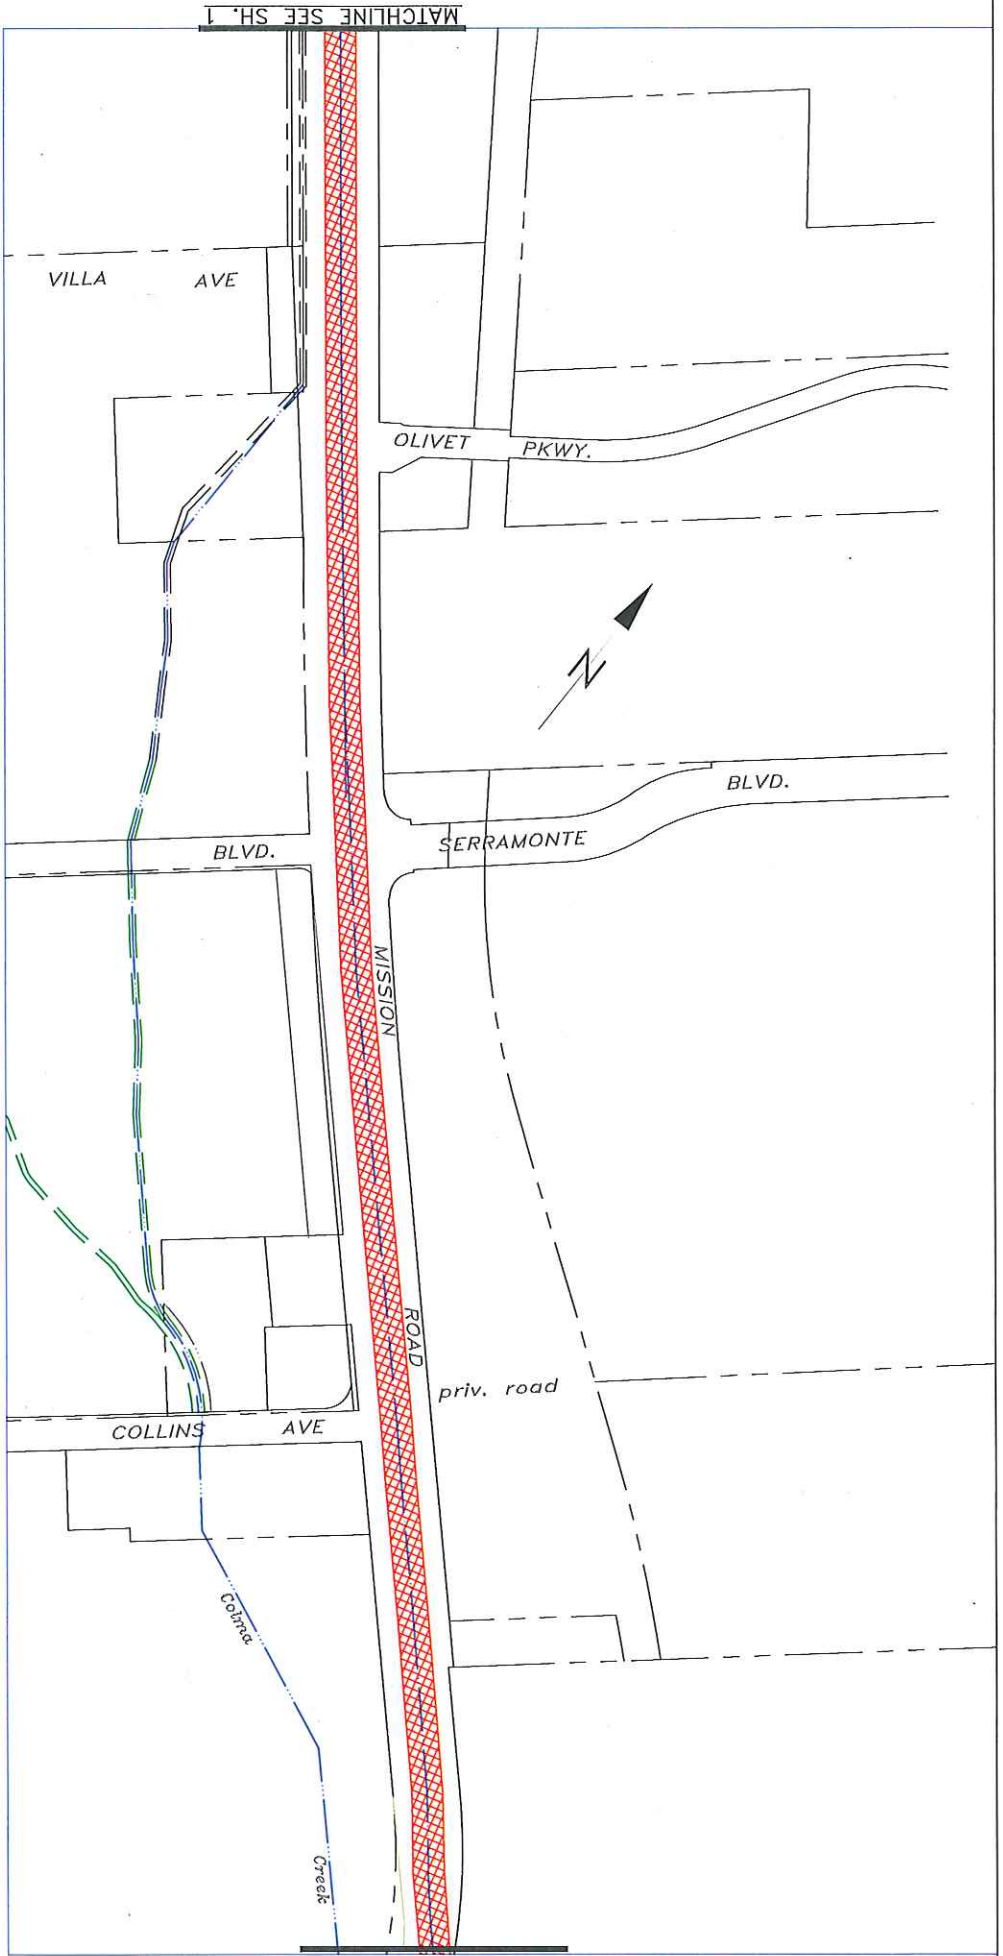 MATCHLINE SEE SH. 1
VILLA AVE
OLIVET PKWY.
N
BLVD.
SERRAMONTE
BLVD.
MISSION
ROAD
priv. road
COLLINS AVE
Colma
Creek